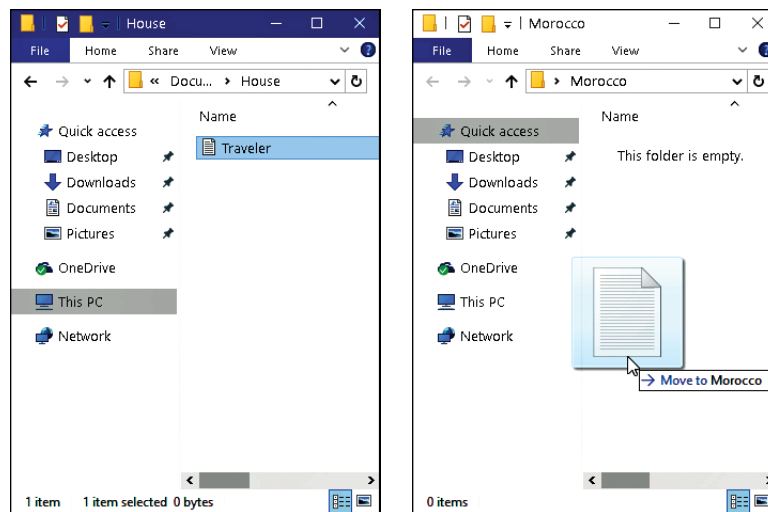 House
File Home Share View
« Docu... › House
Name
Quick access
Traveler
Desktop
Downloads
Documents
Pictures
OneDrive
This PC
Network
1 item 1 item selected 0 bytes
Morocco
File Home Share View
› Morocco
Name
Quick access
This folder is empty.
Desktop
Downloads
Documents
Pictures
OneDrive
This PC
Network
→ Move to Morocco
0 items